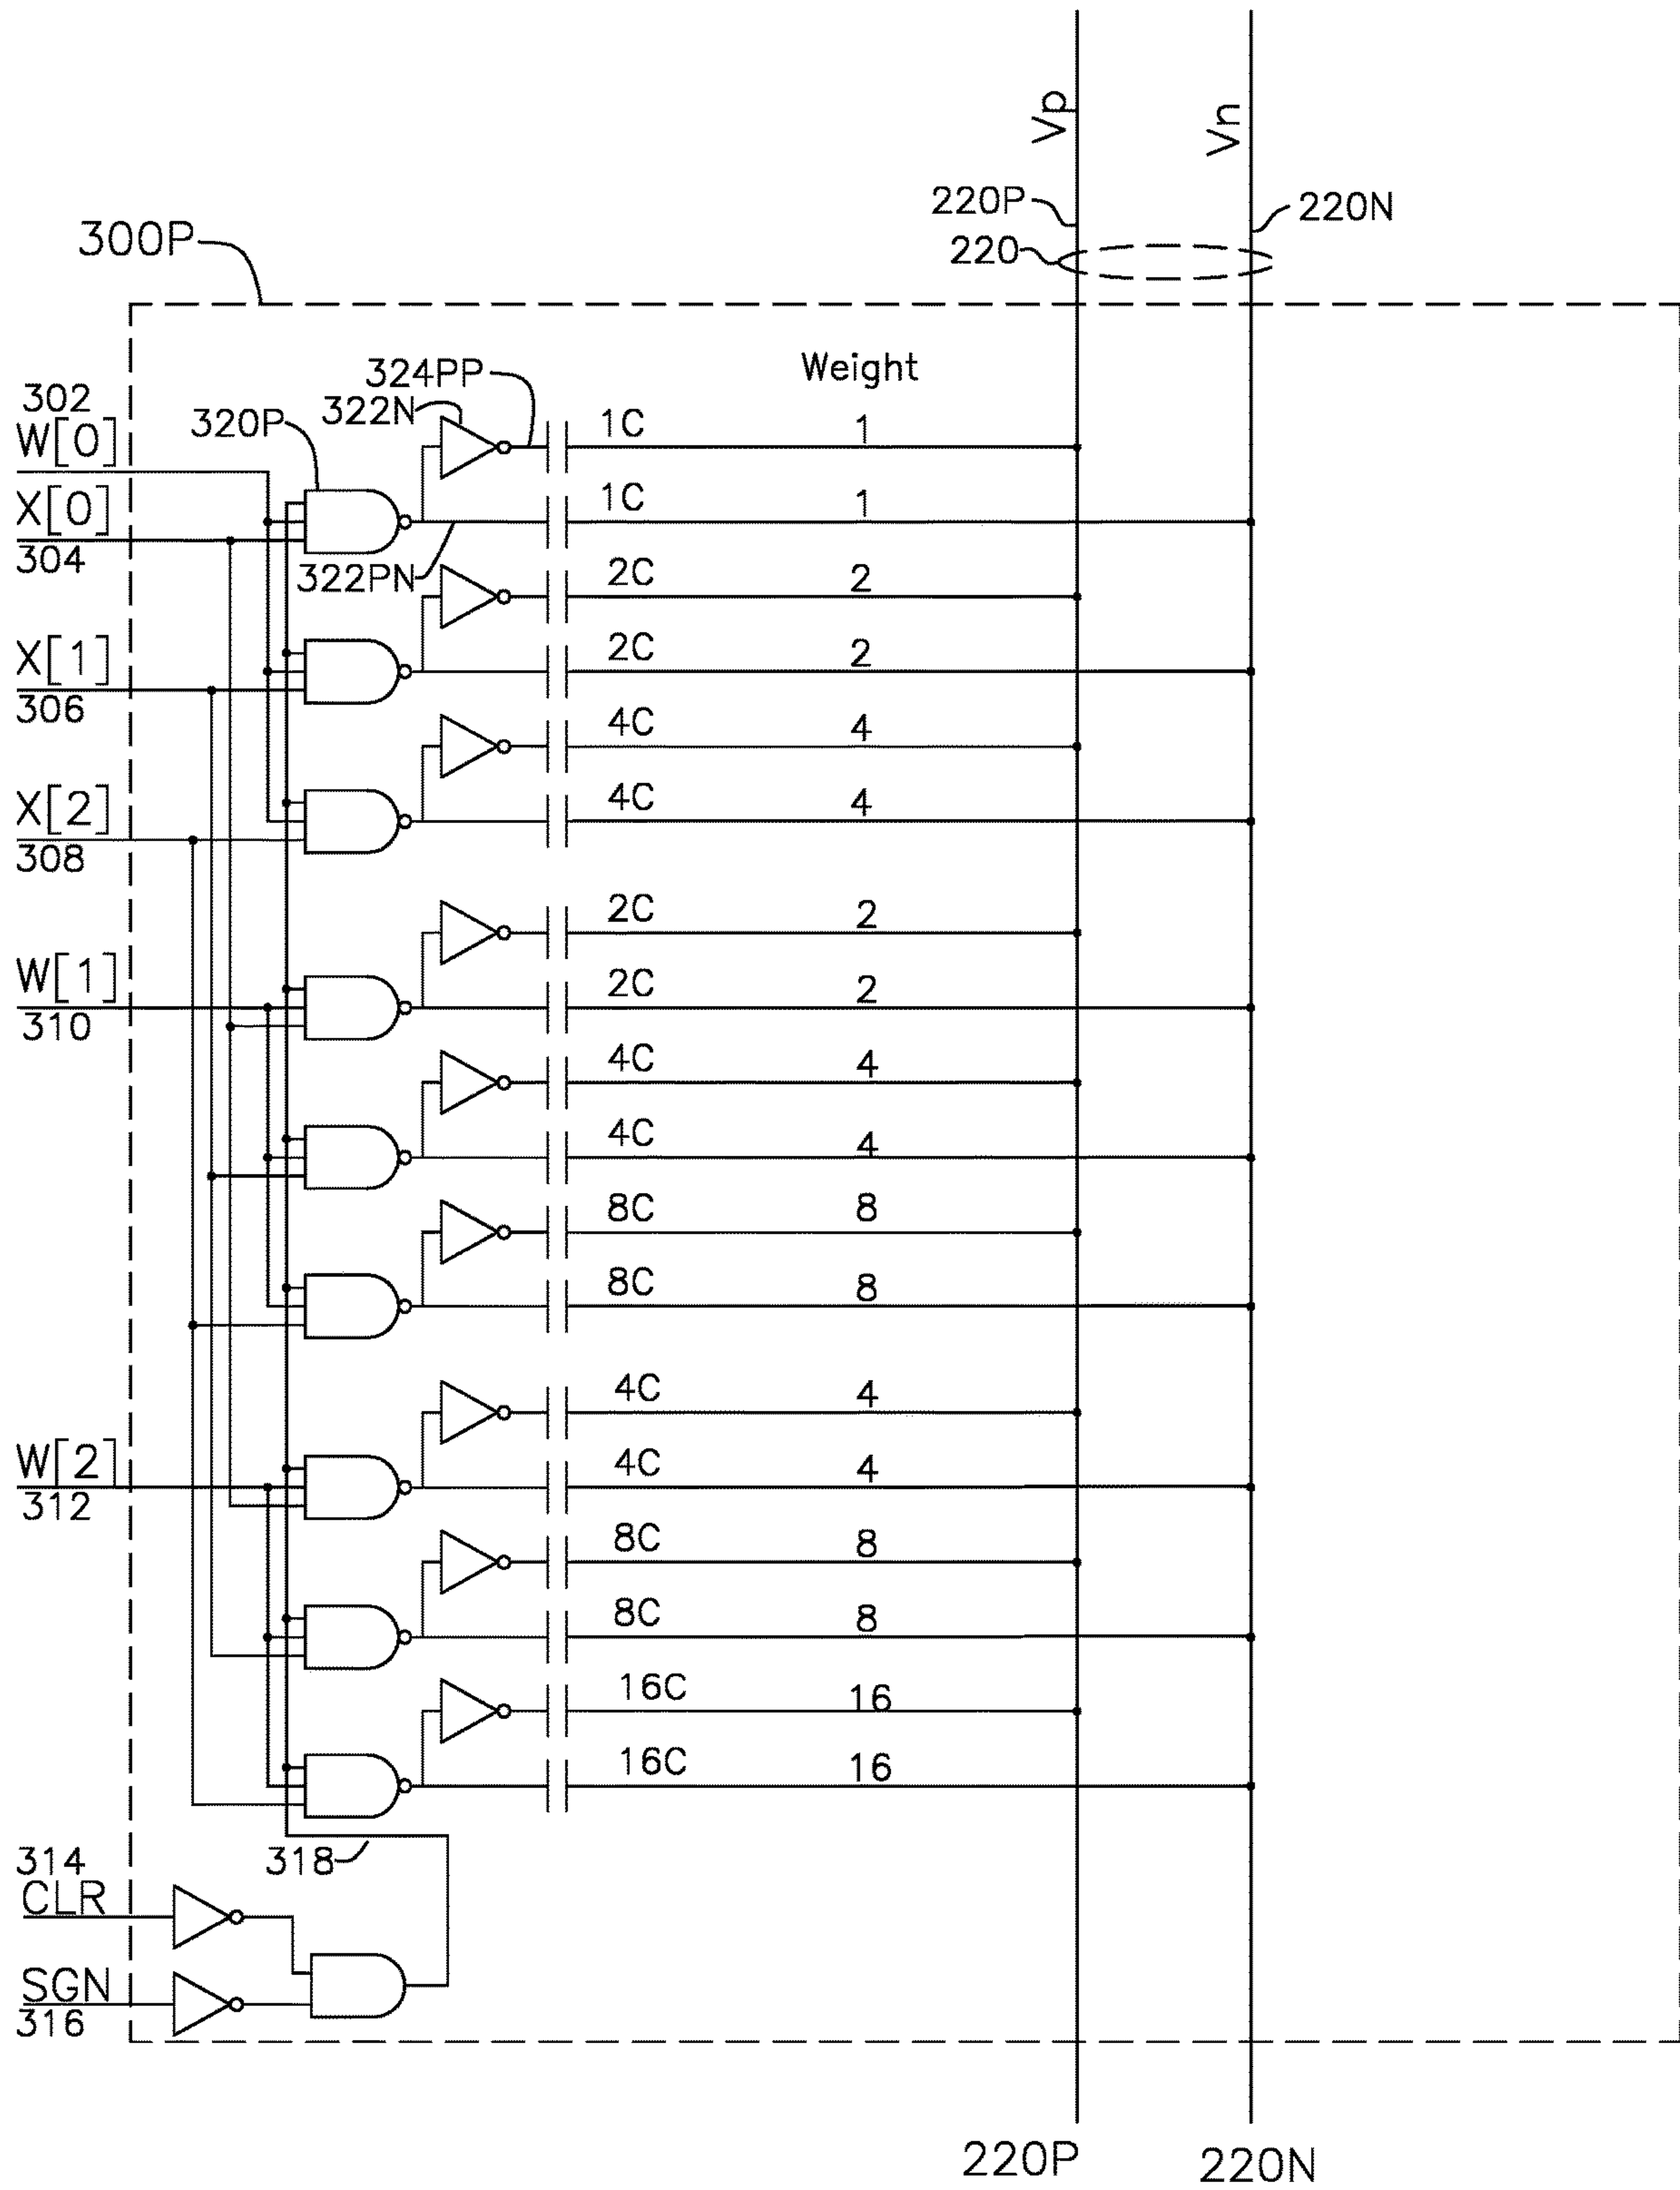 Vp
Vn
220P
220N
220
300P
324PP
Weight
302
322N
320P
W[0]
1C
1
X[0]
1C
1
304
322PN
2C
2
X[1]
2C
2
306
4C
4
X[2]
4C
4
308
2C
2
W[1]
2C
2
310
4C
4
4C
4
8C
8
8C
8
4C
4
W[2]
4C
4
312
8C
8
8C
8
16C
16
16C
16
314
318
CLR
SGN
316
220P
220N